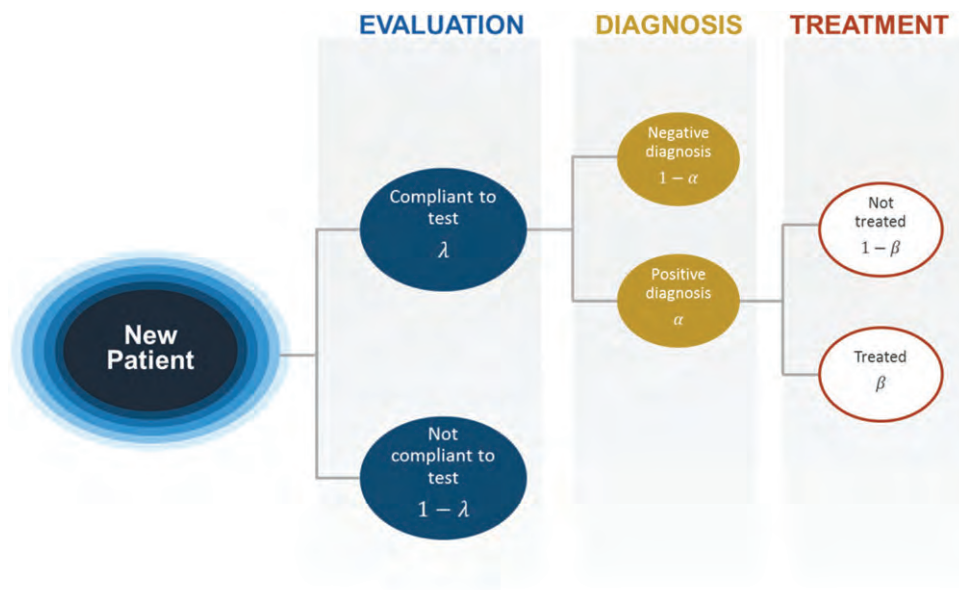 EVALUATION
DIAGNOSIS
TREATMENT
New
Patient
Compliant to
test
λ
Not
compliant to
test
1 − λ
Negative
diagnosis
1 − α
Positive
diagnosis
α
Not
treated
1 − β
Treated
β